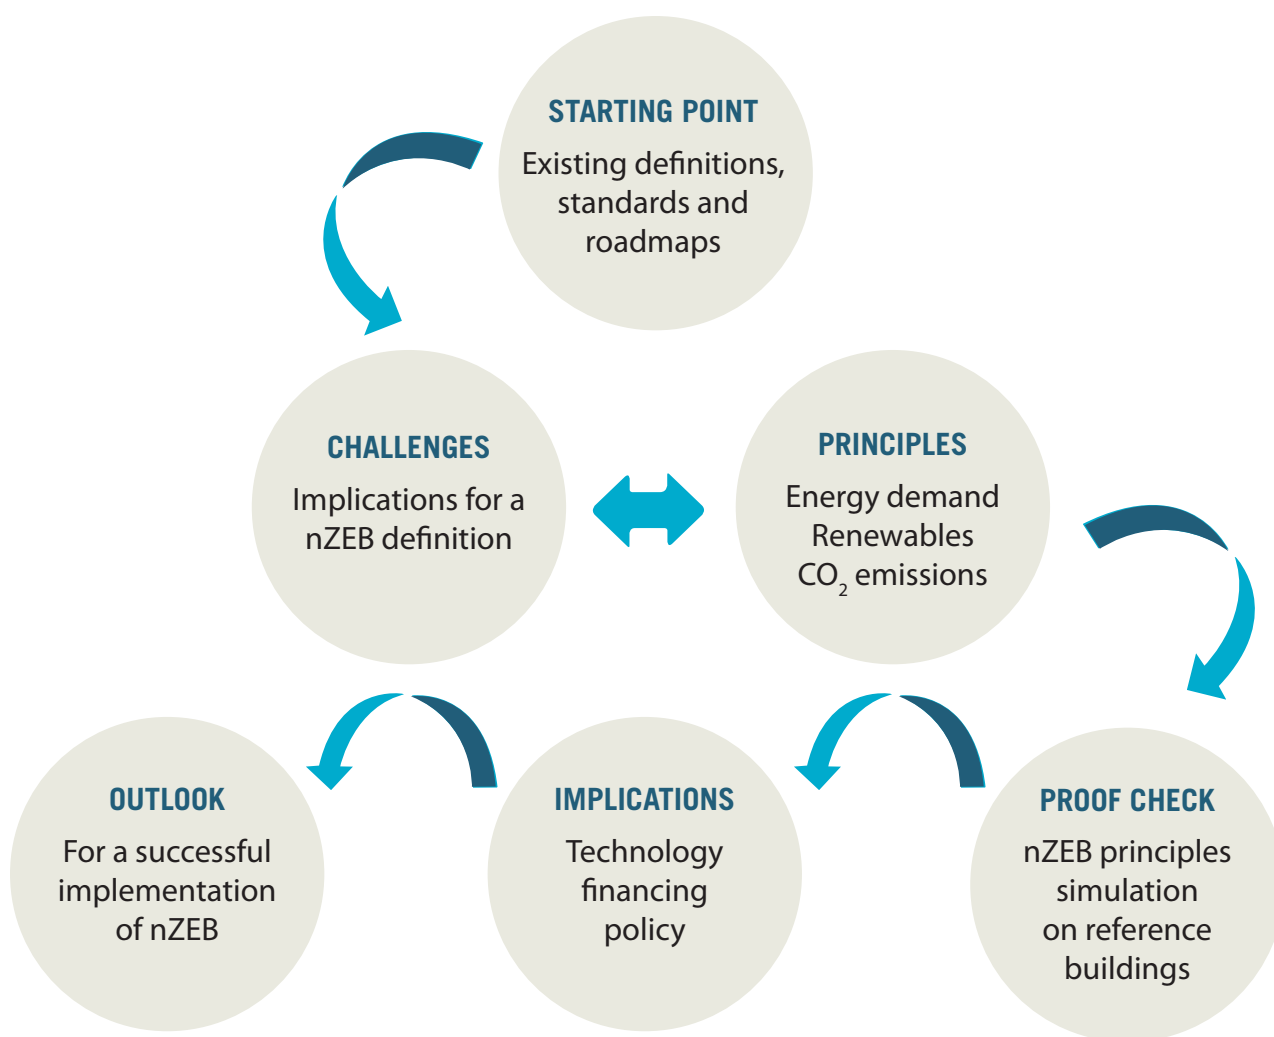 STARTING POINT
Existing definitions,
standards and
roadmaps
CHALLENGES
Implications for a
nZEB definition
PRINCIPLES
Energy demand
Renewables
CO₂ emissions
OUTLOOK
For a successful
implementation
of nZEB
IMPLICATIONS
Technology
financing
policy
PROOF CHECK
nZEB principles
simulation
on reference
buildings